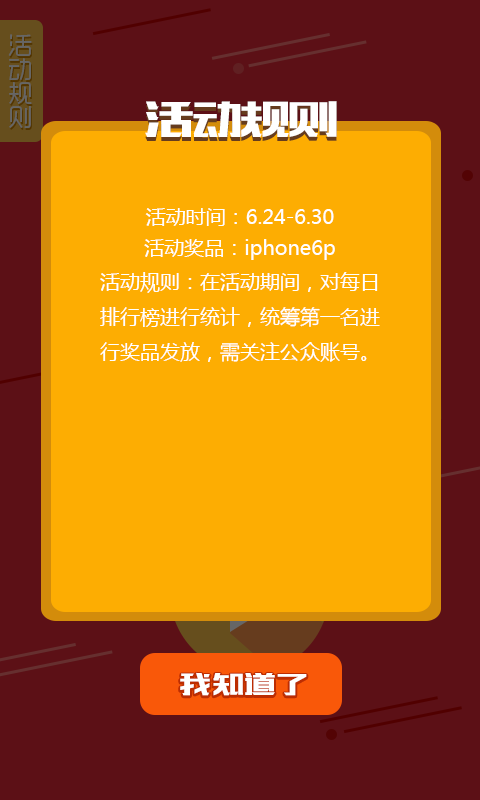 活动规则
活动规则
活动时间：6.24-6.30
活动奖品：iphone6p
活动规则：在活动期间，对每日
排行榜进行统计，统筹第一名进
行奖品发放，需关注公众账号。
我知道了